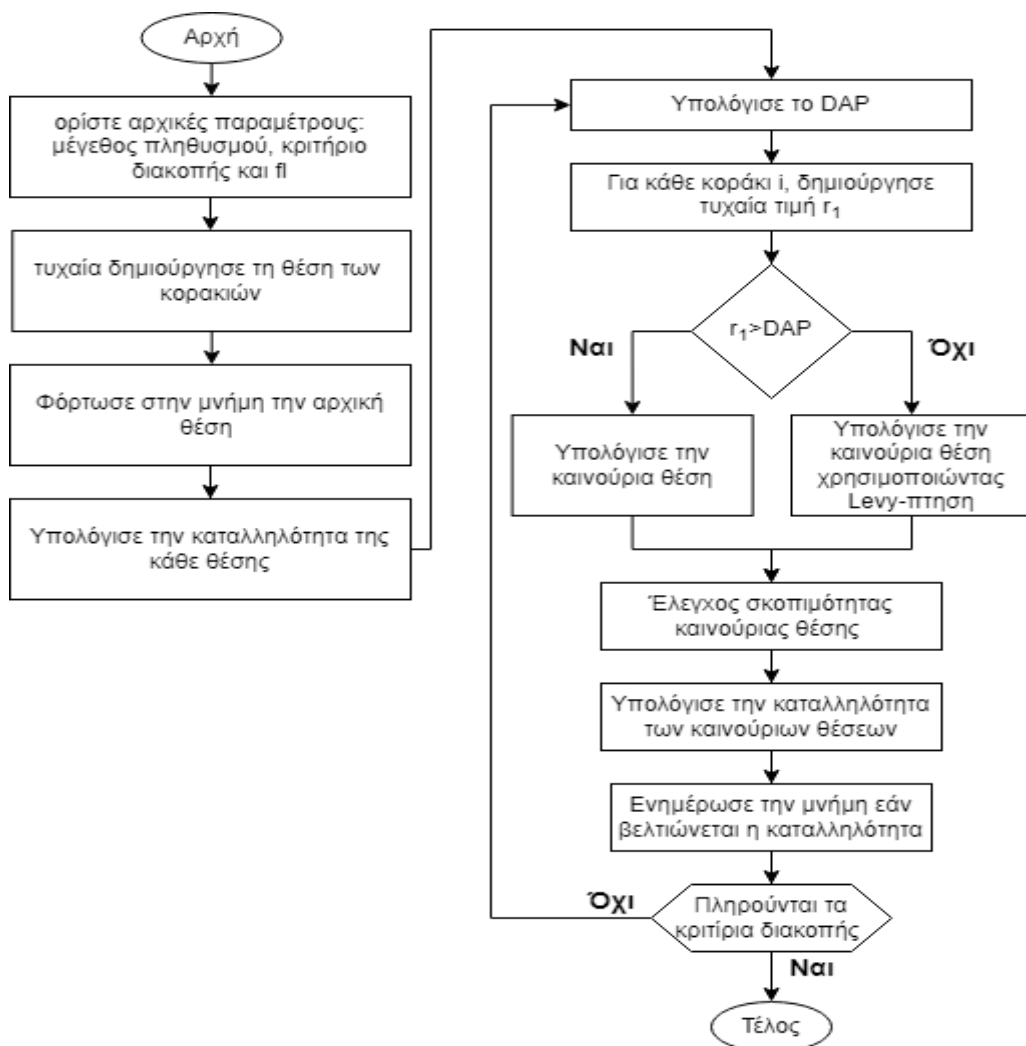 Αρχή
ορίστε αρχικές παραμέτρους:
μέγεθος πληθυσμού, κριτήριο
διακοπής και fl
τυχαία δημιούργησε τη θέση των
κορακιών
Φόρτωσε στην μνήμη την αρχική
θέση
Υπολόγισε την καταλληλότητα της
κάθε θέσης
Υπολόγισε το DAP
Για κάθε κοράκι i, δημιούργησε
τυχαία τιμή r₁
r₁>DAP
Ναι
Όχι
Υπολόγισε την
καινούρια θέση
Υπολόγισε την
καινούρια θέση
χρησιμοποιώντας
Levy-πτηση
Έλεγχος σκοπιμότητας
καινούριας θέσης
Υπολόγισε την καταλληλότητα
των καινούριων θέσεων
Ενημέρωσε την μνήμη εάν
βελτιώνεται η καταλληλότητα
Όχι
Πληρούνται τα
κριτίρια διακοπής
Ναι
Τέλος